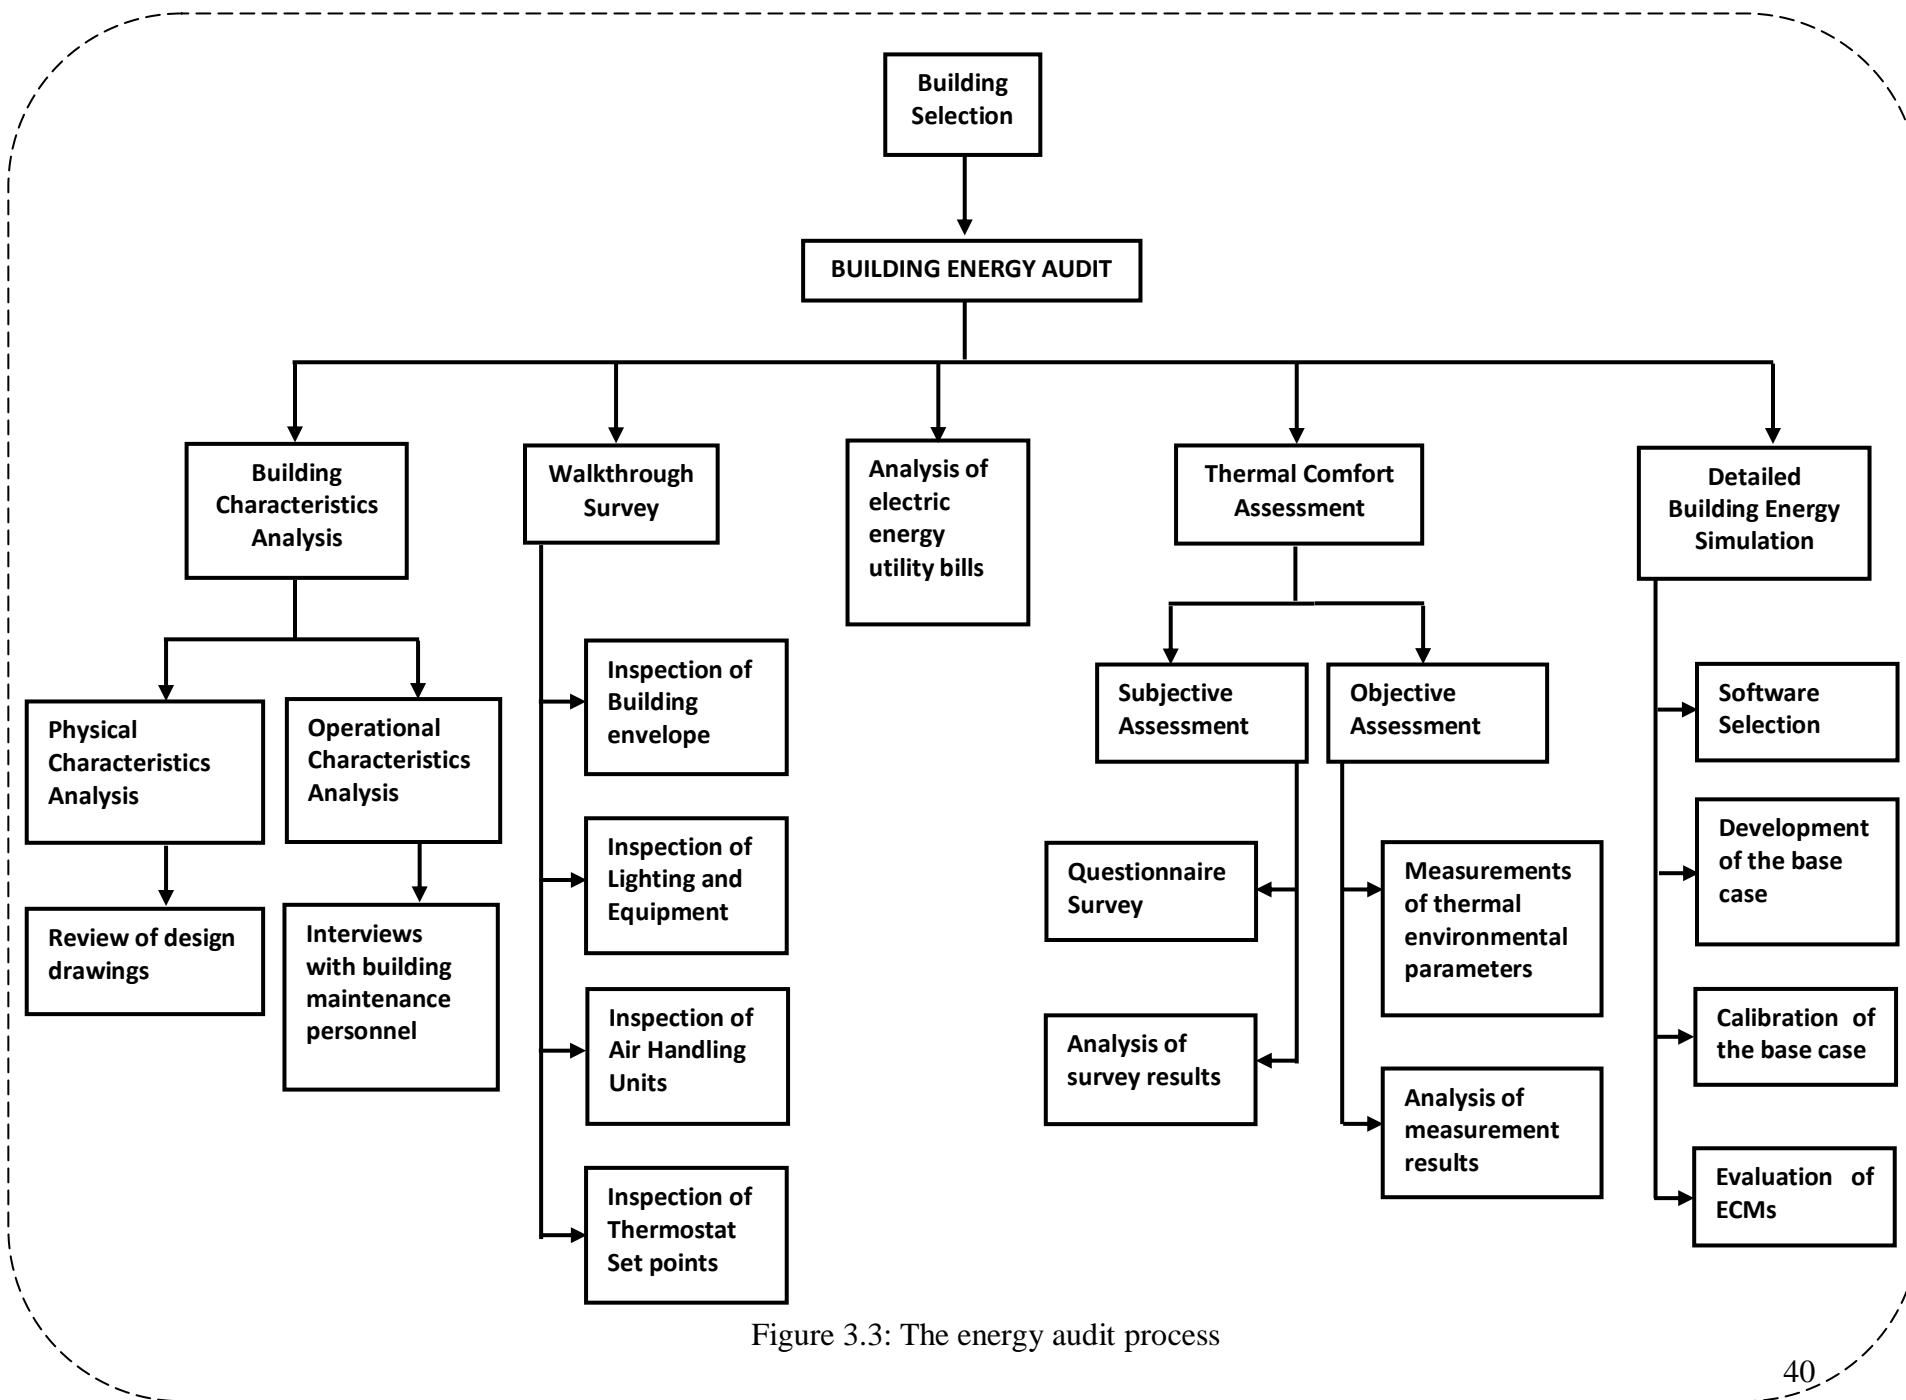 Building
Selection
BUILDING ENERGY AUDIT
Building
Characteristics
Analysis
Walkthrough
Survey
Analysis of
electric
energy
utility bills
Thermal Comfort
Assessment
Detailed
Building Energy
Simulation
Physical
Characteristics
Analysis
Operational
Characteristics
Analysis
Review of design
drawings
Interviews
with building
maintenance
personnel
Inspection of
Building
envelope
Inspection of
Lighting and
Equipment
Inspection of
Air Handling
Units
Inspection of
Thermostat
Set points
Subjective
Assessment
Objective
Assessment
Questionnaire
Survey
Analysis of
survey results
Measurements
of thermal
environmental
parameters
Analysis of
measurement
results
Software
Selection
Development
of the base
case
Calibration of
the base case
Evaluation of
ECMs
Figure 3.3: The energy audit process
40